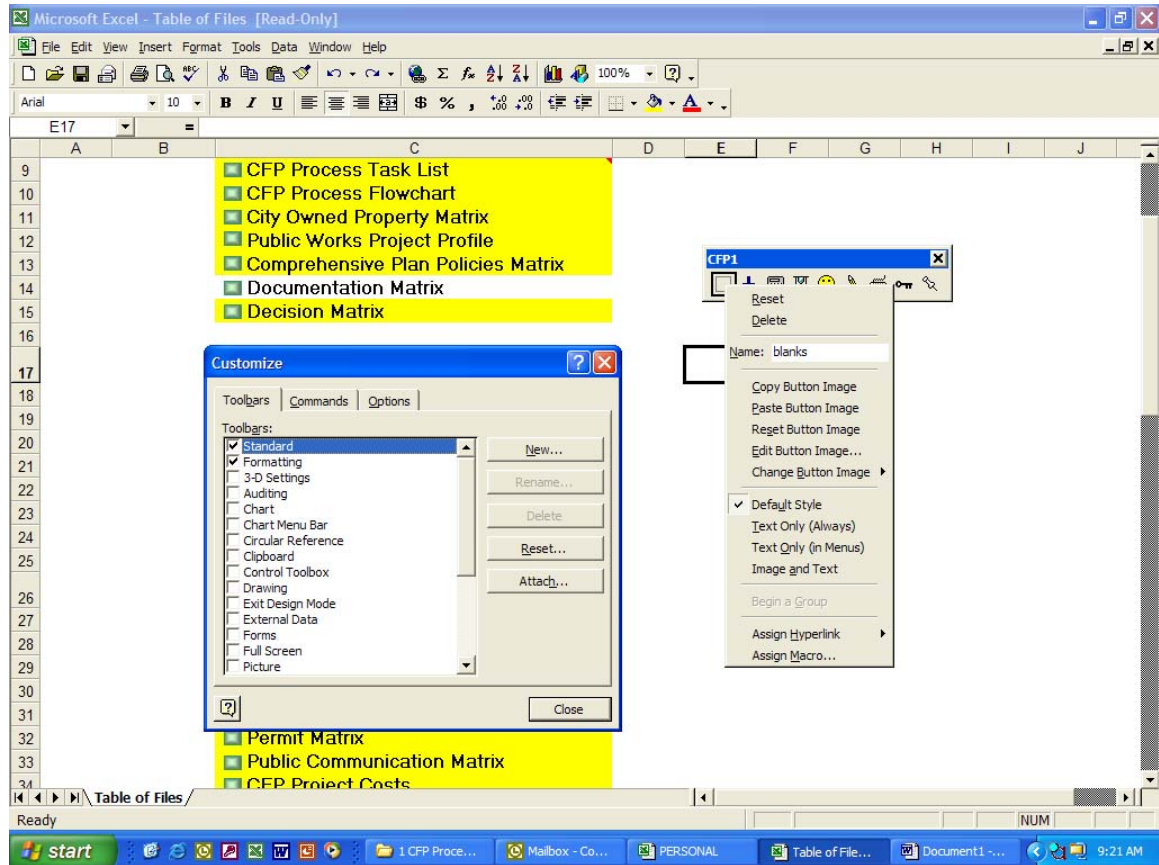 Microsoft Excel - Table of Files [Read-Only]
File Edit View Insert Format Tools Data Window Help
100%
Arial 10 B I U $ % ,
E17 =
A B C D E F G H I J
9 CFP Process Task List
10 CFP Process Flowchart
11 City Owned Property Matrix
12 Public Works Project Profile
13 Comprehensive Plan Policies Matrix
14 Documentation Matrix
15 Decision Matrix
16
17
18
19
20
21
22
23
24
25
26
27
28
29
30
31
32 Permit Matrix
33 Public Communication Matrix
34 CFP Project Costs
CFP1
Reset
Delete
Name: blanks
Copy Button Image
Paste Button Image
Reset Button Image
Edit Button Image...
Change Button Image
Default Style
Text Only (Always)
Text Only (in Menus)
Image and Text
Begin a Group
Assign Hyperlink
Assign Macro...
Customize
Toolbars Commands Options
Toolbars:
Standard
Formatting
3-D Settings
Auditing
Chart
Chart Menu Bar
Circular Reference
Clipboard
Control Toolbox
Drawing
Exit Design Mode
External Data
Forms
Full Screen
Picture
New...
Rename...
Delete
Reset...
Attach...
Close
Table of Files
Ready NUM
start 1 CFP Proce... Mailbox - Co... PERSONAL Table of File... Document1 -... 9:21 AM